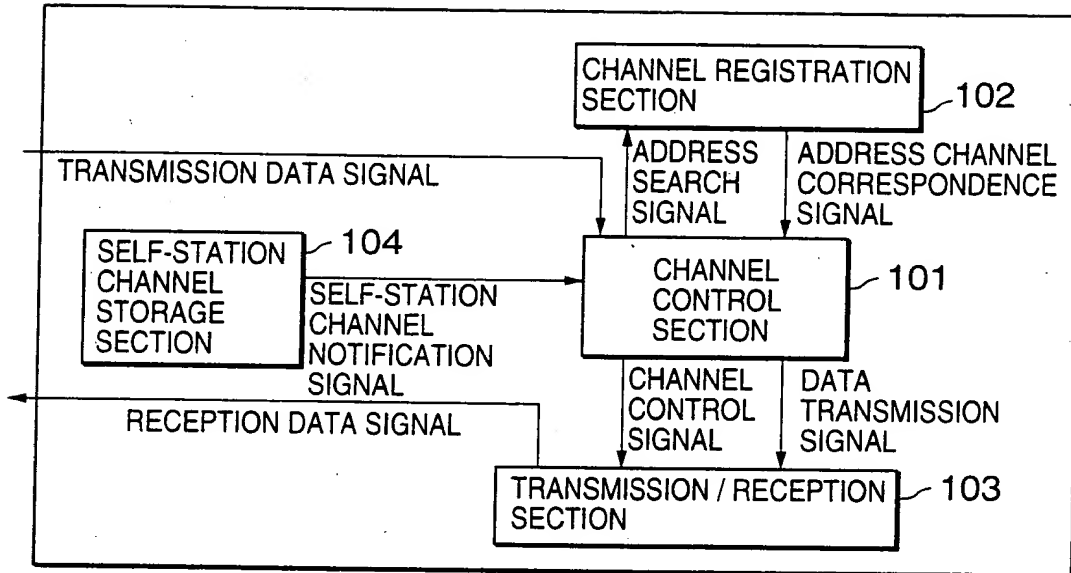 CHANNEL REGISTRATION
SECTION
102
TRANSMISSION DATA SIGNAL
ADDRESS
SEARCH
SIGNAL
ADDRESS CHANNEL
CORRESPONDENCE
SIGNAL
SELF-STATION
CHANNEL
STORAGE
SECTION
104
SELF-STATION
CHANNEL
NOTIFICATION
SIGNAL
CHANNEL
CONTROL
SECTION
101
RECEPTION DATA SIGNAL
CHANNEL
CONTROL
SIGNAL
DATA
TRANSMISSION
SIGNAL
TRANSMISSION / RECEPTION
SECTION
103